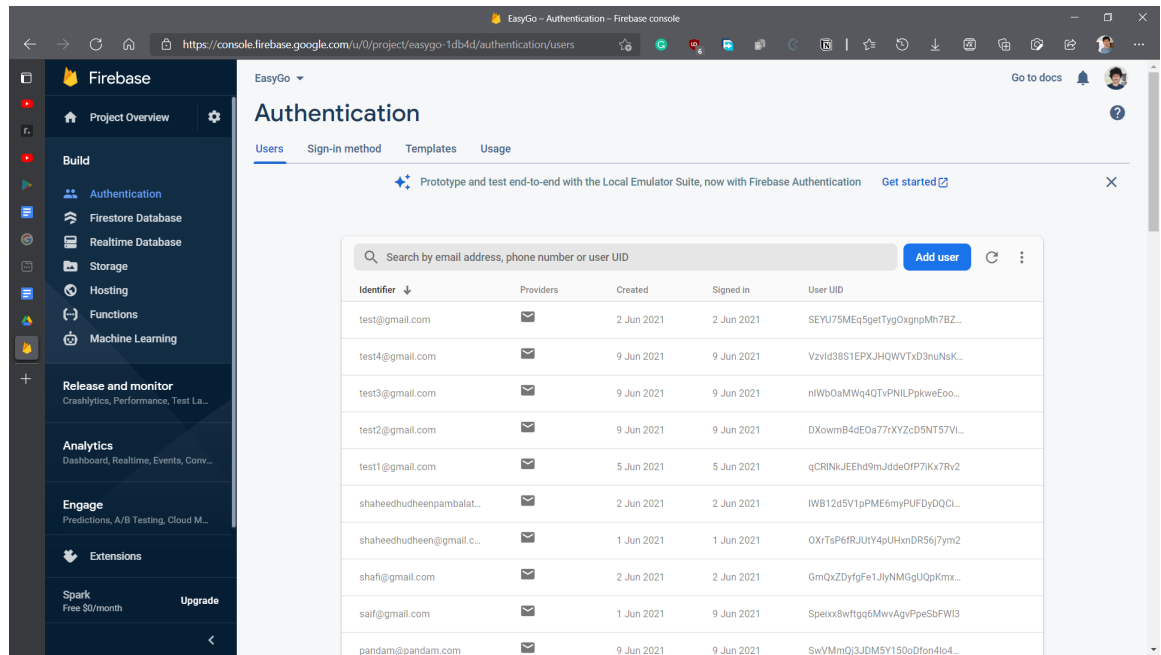 EasyGo – Authentication – Firebase console
https://console.firebase.google.com/u/0/project/easygo-1db4d/authentication/users
6
Firebase
Project Overview
Build
Authentication
Firestore Database
Realtime Database
Storage
Hosting
Functions
Machine Learning
Release and monitor
Crashlytics, Performance, Test La...
Analytics
Dashboard, Realtime, Events, Conv...
Engage
Predictions, A/B Testing, Cloud M...
Extensions
Spark
Free $0/month
Upgrade
EasyGo
Go to docs
Authentication
Users Sign-in method Templates Usage
Prototype and test end-to-end with the Local Emulator Suite, now with Firebase Authentication Get started
Search by email address, phone number or user UID Add user
Identifier Providers Created Signed in User UID
test@gmail.com 2 Jun 2021 2 Jun 2021 SEYU75MEq5getTygOxgnpMh7BZ...
test4@gmail.com 9 Jun 2021 9 Jun 2021 VzvId38S1EPXJHQWVTxD3nuNsK...
test3@gmail.com 9 Jun 2021 9 Jun 2021 nIWbOaMWq4QTvPNILPpkweEoo...
test2@gmail.com 9 Jun 2021 9 Jun 2021 DXowmB4dEOa77rXYZcD5NT57Vi...
test1@gmail.com 5 Jun 2021 5 Jun 2021 qCRINkJEEhd9mJddeOfP7iKx7Rv2
shaheedhudheenpambalat... 2 Jun 2021 2 Jun 2021 IWB12d5V1pPME6myPUFDyDQCi...
shaheedhudheen@gmail.c... 1 Jun 2021 1 Jun 2021 OXrTsP6fRJUtY4pUHxnDR56j7ym2
shafi@gmail.com 2 Jun 2021 2 Jun 2021 GmQxZDyfgFe1JlyNMGgUQpKmx...
saif@gmail.com 1 Jun 2021 9 Jun 2021 Speixx8wftgq6MwvAgvPpeSbFWI3
pandam@pandam.com 9 Jun 2021 9 Jun 2021 SwVMmQj3JDM5Y150oDfon4Io4...